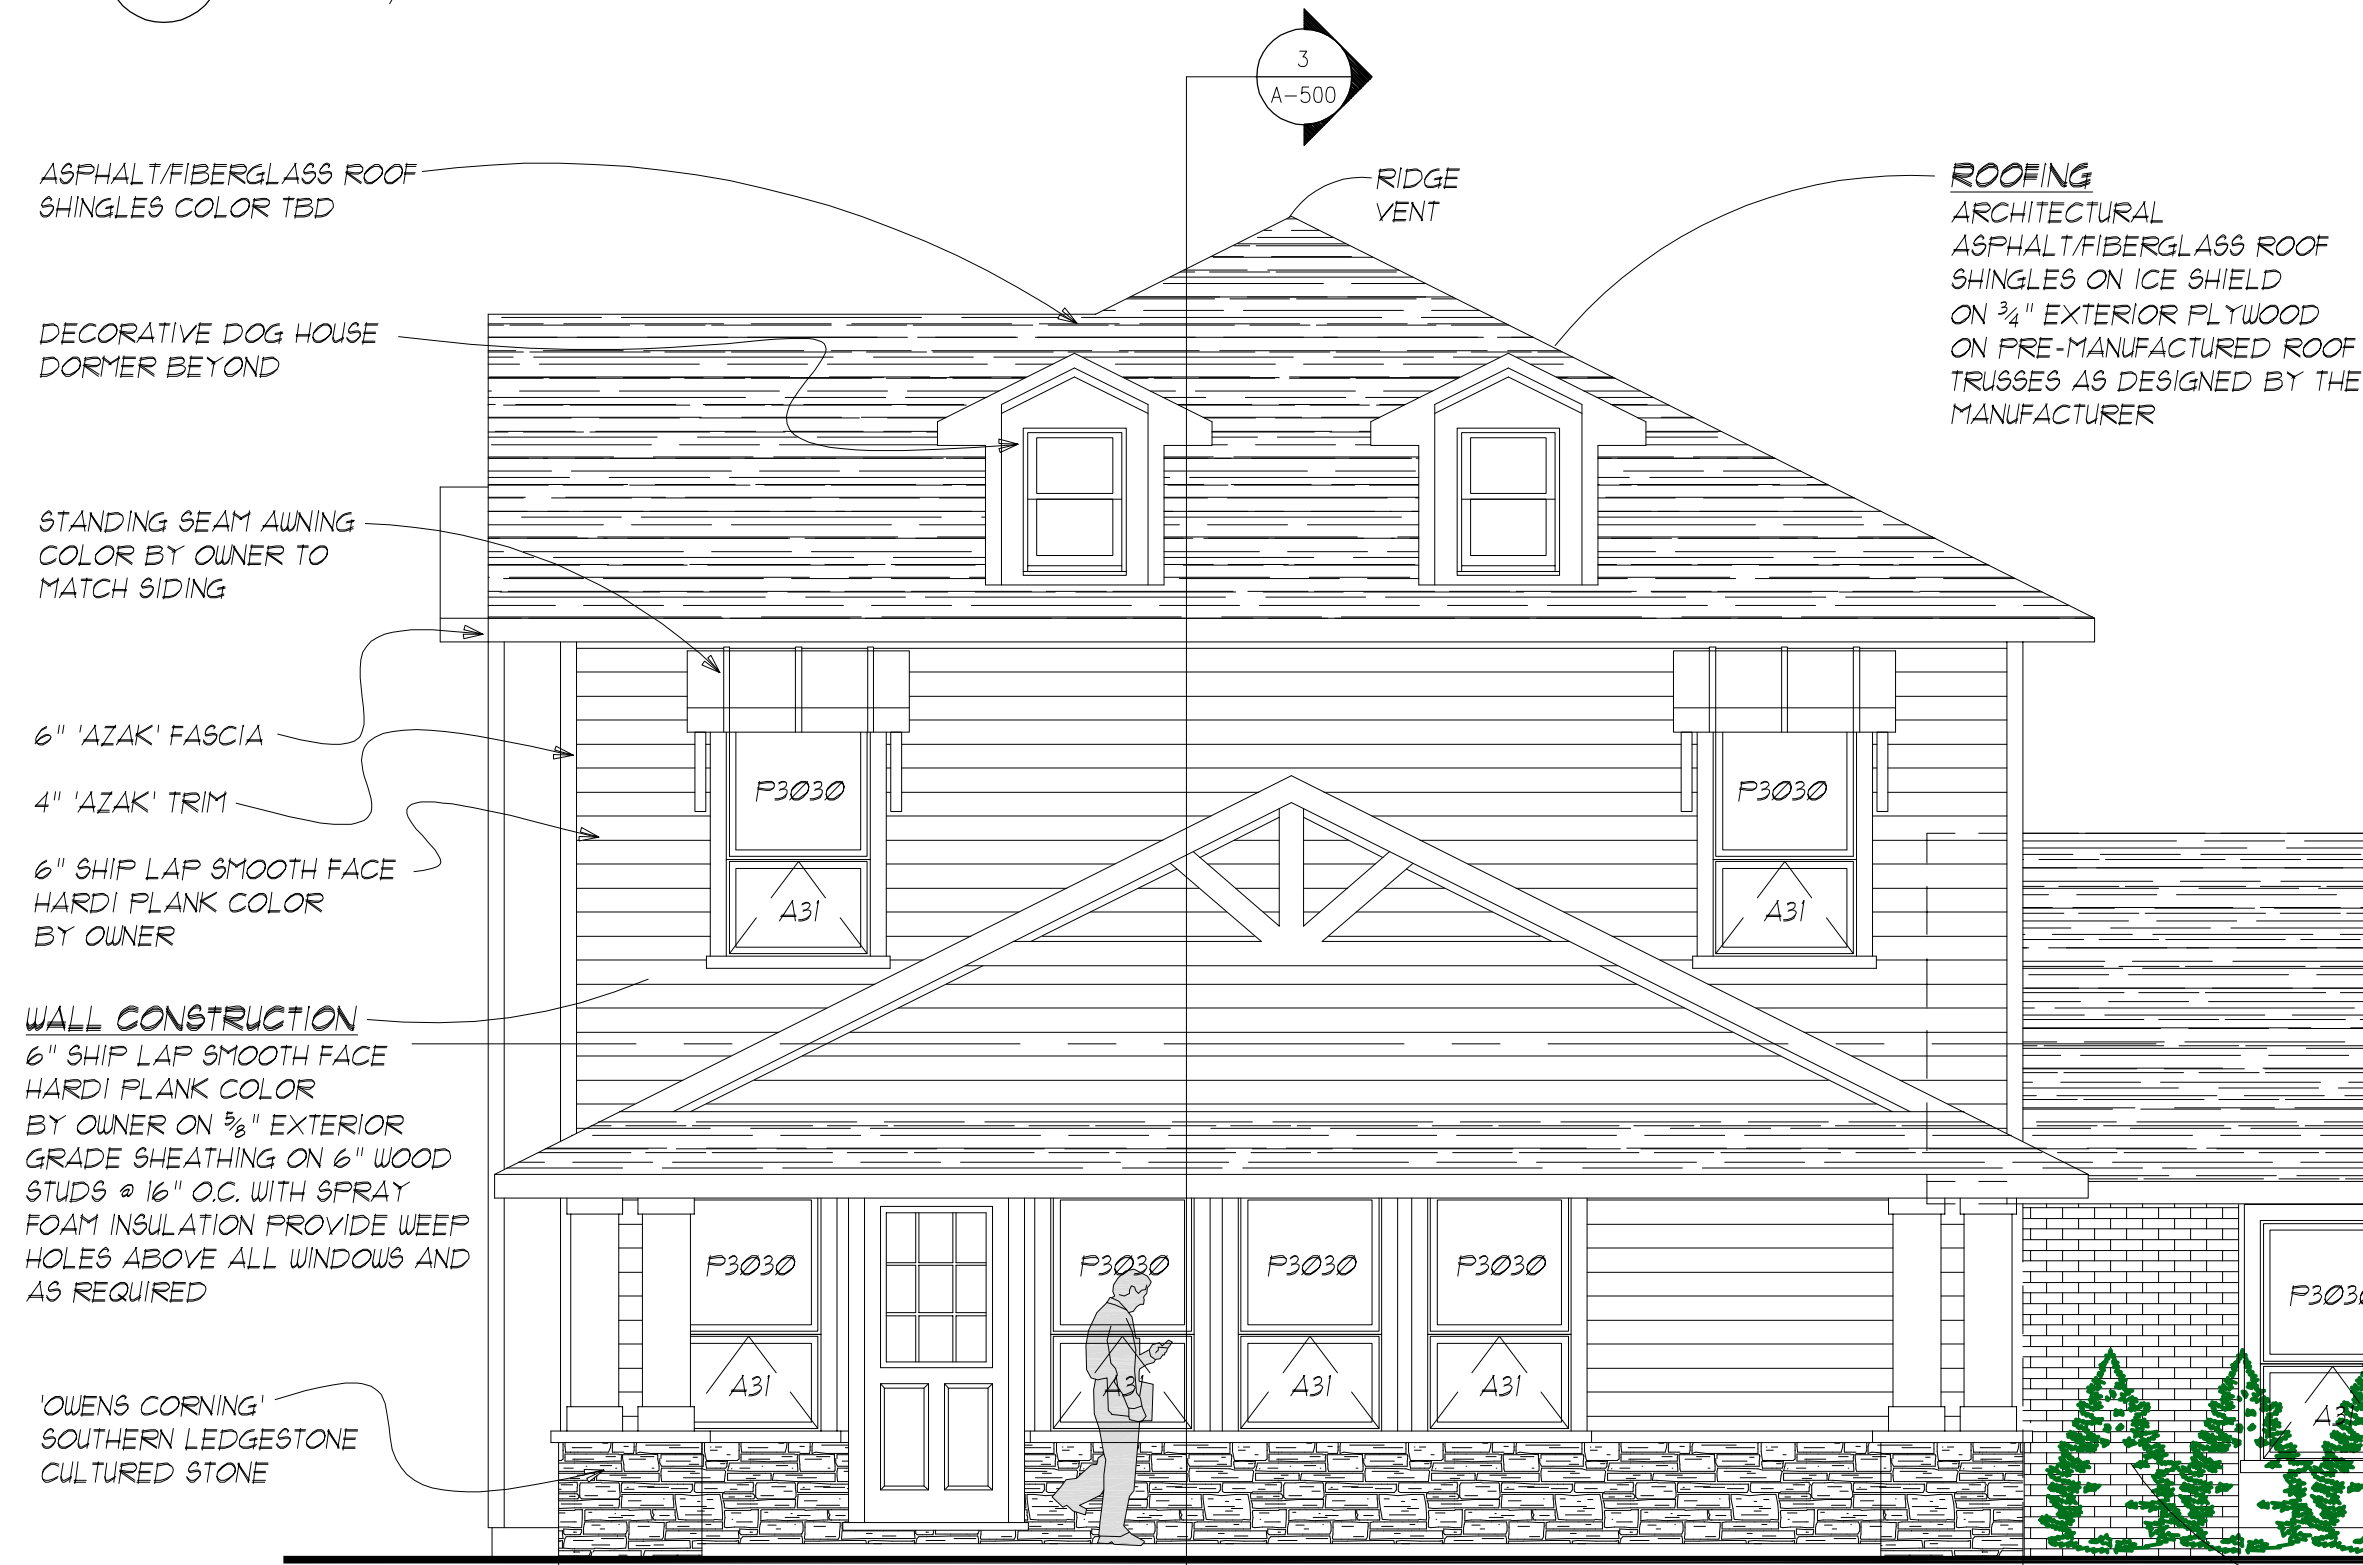 3
A-500
ASPHALT/FIBERGLASS ROOF
SHINGLES COLOR TBD
RIDGE
VENT
ROOFING
ARCHITECTURAL
ASPHALT/FIBERGLASS ROOF
SHINGLES ON ICE SHIELD
ON 3/4" EXTERIOR PLYWOOD
ON PRE-MANUFACTURED ROOF
TRUSSES AS DESIGNED BY THE
MANUFACTURER
DECORATIVE DOG HOUSE
DORMER BEYOND
STANDING SEAM AWNING
COLOR BY OWNER TO
MATCH SIDING
6" 'AZAK' FASCIA
4" 'AZAK' TRIM
6" SHIP LAP SMOOTH FACE
HARDI PLANK COLOR
BY OWNER
P3030
P3030
A31
A31
WALL CONSTRUCTION
6" SHIP LAP SMOOTH FACE
HARDI PLANK COLOR
BY OWNER ON 5/8" EXTERIOR
GRADE SHEATHING ON 6" WOOD
STUDS @ 16" O.C. WITH SPRAY
FOAM INSULATION PROVIDE WEEP
HOLES ABOVE ALL WINDOWS AND
AS REQUIRED
P3030
P3030
P3030
P3030
P3030
A31
A31
A31
A31
A31
'OWENS CORNING'
SOUTHERN LEDGESTONE
CULTURED STONE